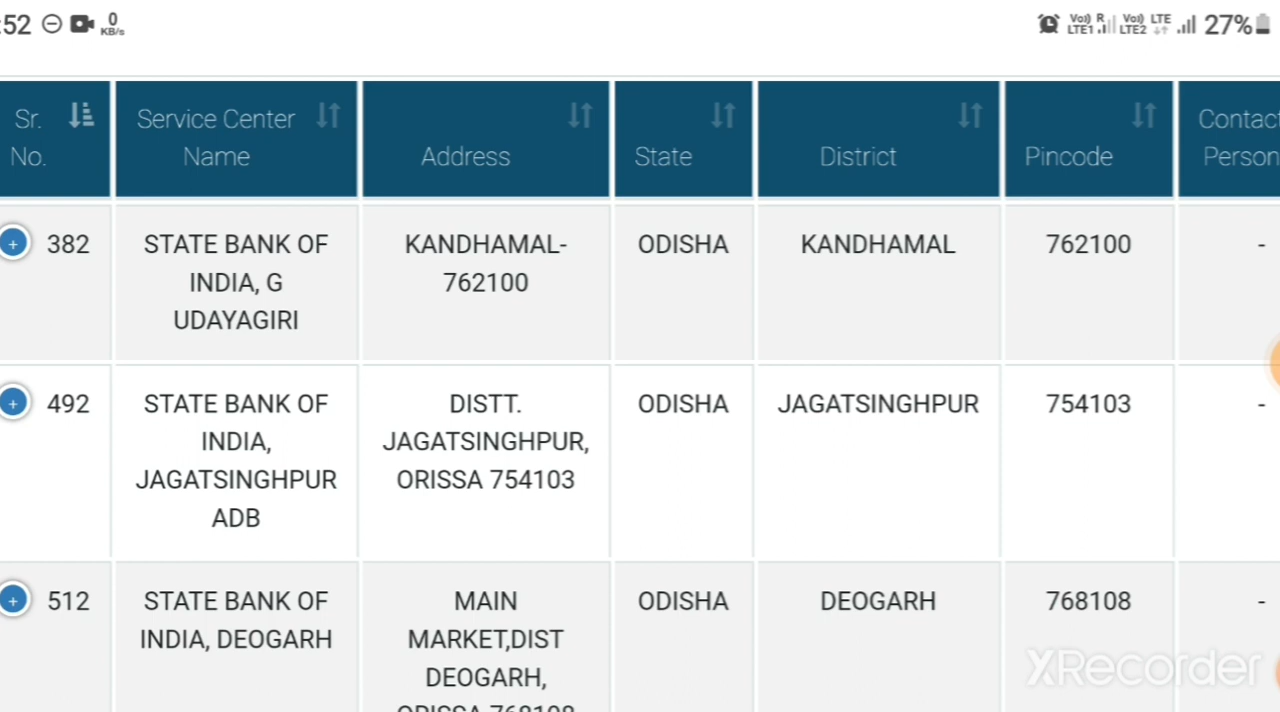 :52 0 KB/s Vo) R LTE1 Vo) LTE LTE2 27%
Sr. No. Service Center Name Address State District Pincode Contact Person
382 STATE BANK OF INDIA, G UDAYAGIRI KANDHAMAL-762100 ODISHA KANDHAMAL 762100 -
492 STATE BANK OF INDIA, JAGATSINGHPUR ADB DISTT. JAGATSINGHPUR, ORISSA 754103 ODISHA JAGATSINGHPUR 754103 -
512 STATE BANK OF INDIA, DEOGARH MAIN MARKET,DIST DEOGARH, ORISSA 768108 ODISHA DEOGARH 768108 -
XRecorder